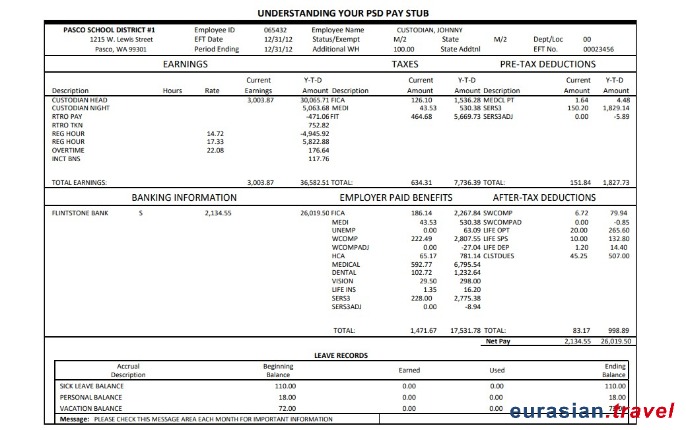 UNDERSTANDING YOUR PSD PAY STUB
PASCO SCHOOL DISTRICT #1 Employee ID 065432 Employee Name CUSTODIAN, JOHNNY
1215 W. Lewis Street EFT Date 12/31/12 Status/Exempt M/2 State M/2 Dept/Loc 00
Pasco, WA 99301 Period Ending 12/31/12 Additional WH 100.00 State Addtnl EFT No. 00023456
EARNINGS TAXES PRE-TAX DEDUCTIONS
Current Y-T-D Current Y-T-D Current Y-T-D
Description Hours Rate Earnings Amount Description Amount Amount Description Amount Amount
CUSTODIAN HEAD 3,003.87 30,065.71 FICA 126.10 1,536.28 MEDCL PT 1.64 4.48
CUSTODIAN NIGHT 5,063.68 MEDI 43.53 530.38 SERS3 150.20 1,829.14
RTRO PAY -471.06 FIT 464.68 5,669.73 SERS3ADJ 0.00 -5.89
RTRO TKN 752.82
REG HOUR 14.72 -4,945.92
REG HOUR 17.33 5,822.88
OVERTIME 22.08 176.64
INCT BNS 117.76
TOTAL EARNINGS: 3,003.87 36,582.51 TOTAL: 634.31 7,736.39 TOTAL: 151.84 1,827.73
BANKING INFORMATION EMPLOYER PAID BENEFITS AFTER-TAX DEDUCTIONS
FLINTSTONE BANK S 2,134.55 26,019.50 FICA 186.14 2,267.84 SWCOMP 6.72 79.94
MEDI 43.53 530.38 SWCOMPAD 0.00 -0.85
UNEMP 0.00 63.09 LIFE OPT 20.00 265.60
WCOMP 222.49 2,807.55 LIFE SPS 10.00 132.80
WCOMPADJ 0.00 -27.04 LIFE DEP 1.20 14.40
HCA 65.17 781.14 CLSTDUES 45.25 507.00
MEDICAL 592.77 6,795.54
DENTAL 102.72 1,232.64
VISION 29.50 298.00
LIFE INS 1.35 16.20
SERS3 228.00 2,775.38
SERS3ADJ 0.00 -8.94
TOTAL: 1,471.67 17,531.78 TOTAL: 83.17 998.89
Net Pay 2,134.55 26,019.50
LEAVE RECORDS
Accrual Beginning Ending
Description Balance Earned Used Balance
SICK LEAVE BALANCE 110.00 0.00 0.00 110.00
PERSONAL BALANCE 18.00 0.00 0.00 18.00
VACATION BALANCE 72.00 0.00 0.00
Message: PLEASE CHECK THIS MESSAGE AREA EACH MONTH FOR IMPORTANT INFORMATION
eurasian.travel